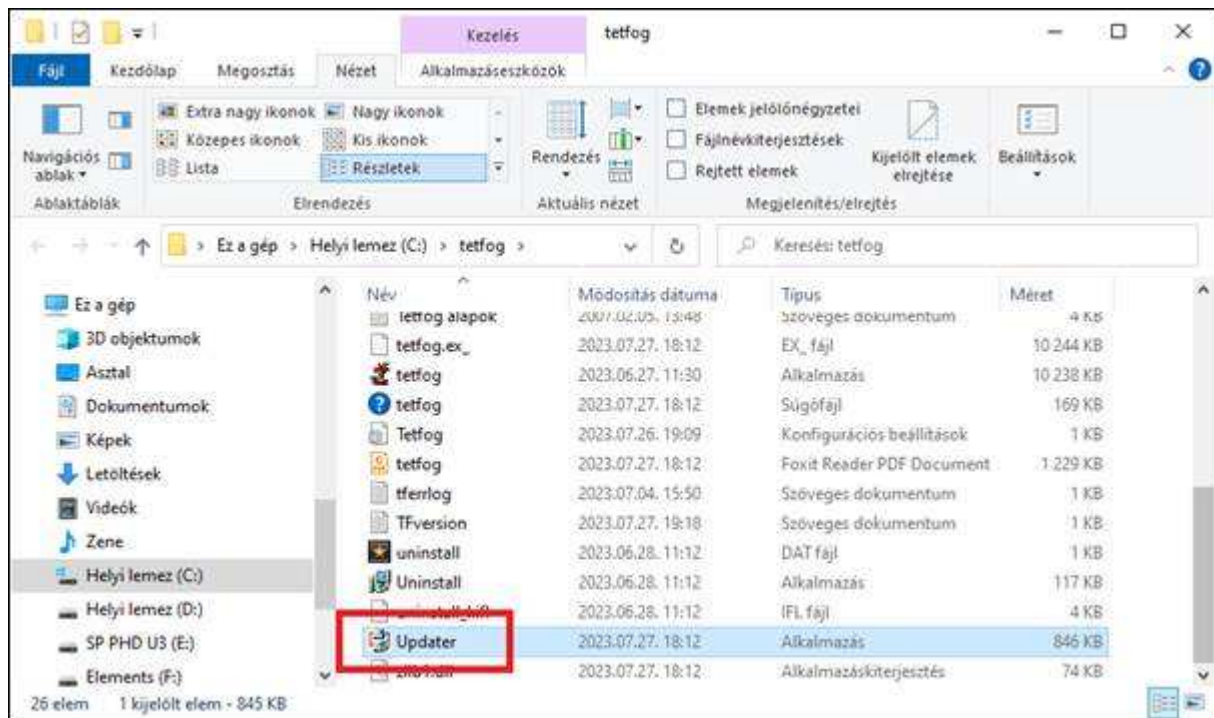 Kezelés tetfog
Fájl Kezdőlap Megosztás Nézet Alkalmazáseszközök
Navigációs ablak
Extra nagy ikonok Nagy ikonok
Közepes ikonok Kis ikonok
Lista Részletek
Rendezés
Elemek jelölőnégyzetei
Fájlnévkiterjesztések
Rejtett elemek
Kijelölt elemek elrejtése
Beállítások
Ablaktáblák Elrendezés Aktuális nézet Megjelenítés/elrejtés
Ez a gép > Helyi lemez (C:) > tetfog > Keresés: tetfog
Ez a gép
3D objektumok
Asztal
Dokumentumok
Képek
Letöltések
Videók
Zene
Helyi lemez (C:)
Helyi lemez (D:)
SP PHD U3 (E:)
Elements (F:)
Név Módosítás dátuma Típus Méret
Tetfog alapok 2007.02.05. 13:48 Szöveges dokumentum 4 KB
tetfog.ex_ 2023.07.27. 18:12 EX_ fájl 10 244 KB
tetfog 2023.06.27. 11:30 Alkalmazás 10 238 KB
tetfog 2023.07.27. 18:12 Súgófájl 169 KB
Tetfog 2023.07.26. 19:09 Konfigurációs beállítások 1 KB
tetfog 2023.07.27. 18:12 Foxit Reader PDF Document 1 229 KB
tferrlog 2023.07.04. 15:50 Szöveges dokumentum 1 KB
TFversion 2023.07.27. 19:18 Szöveges dokumentum 1 KB
uninstall 2023.06.28. 11:12 DAT fájl 1 KB
Uninstall 2023.06.28. 11:12 Alkalmazás 117 KB
2023.06.28. 11:12 IFL fájl 4 KB
Updater 2023.07.27. 18:12 Alkalmazás 846 KB
2023.07.27. 18:12 Alkalmazáskiterjesztés 74 KB
26 elem 1 kijelölt elem - 845 KB